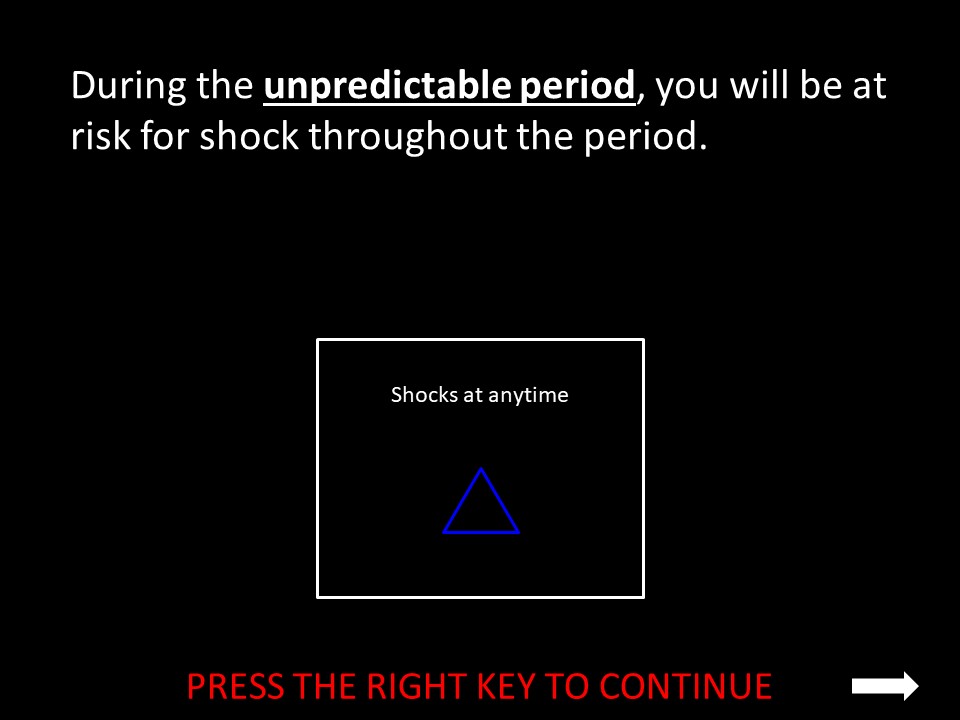 During the unpredictable period, you will be at
risk for shock throughout the period.
Shocks at anytime
PRESS THE RIGHT KEY TO CONTINUE